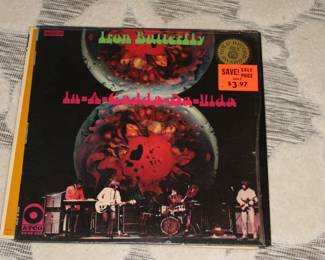 Iron Butterfly
SAVE! SALE PRICE
$3.97
In-A-Gadda-Da-Vida
ATCO